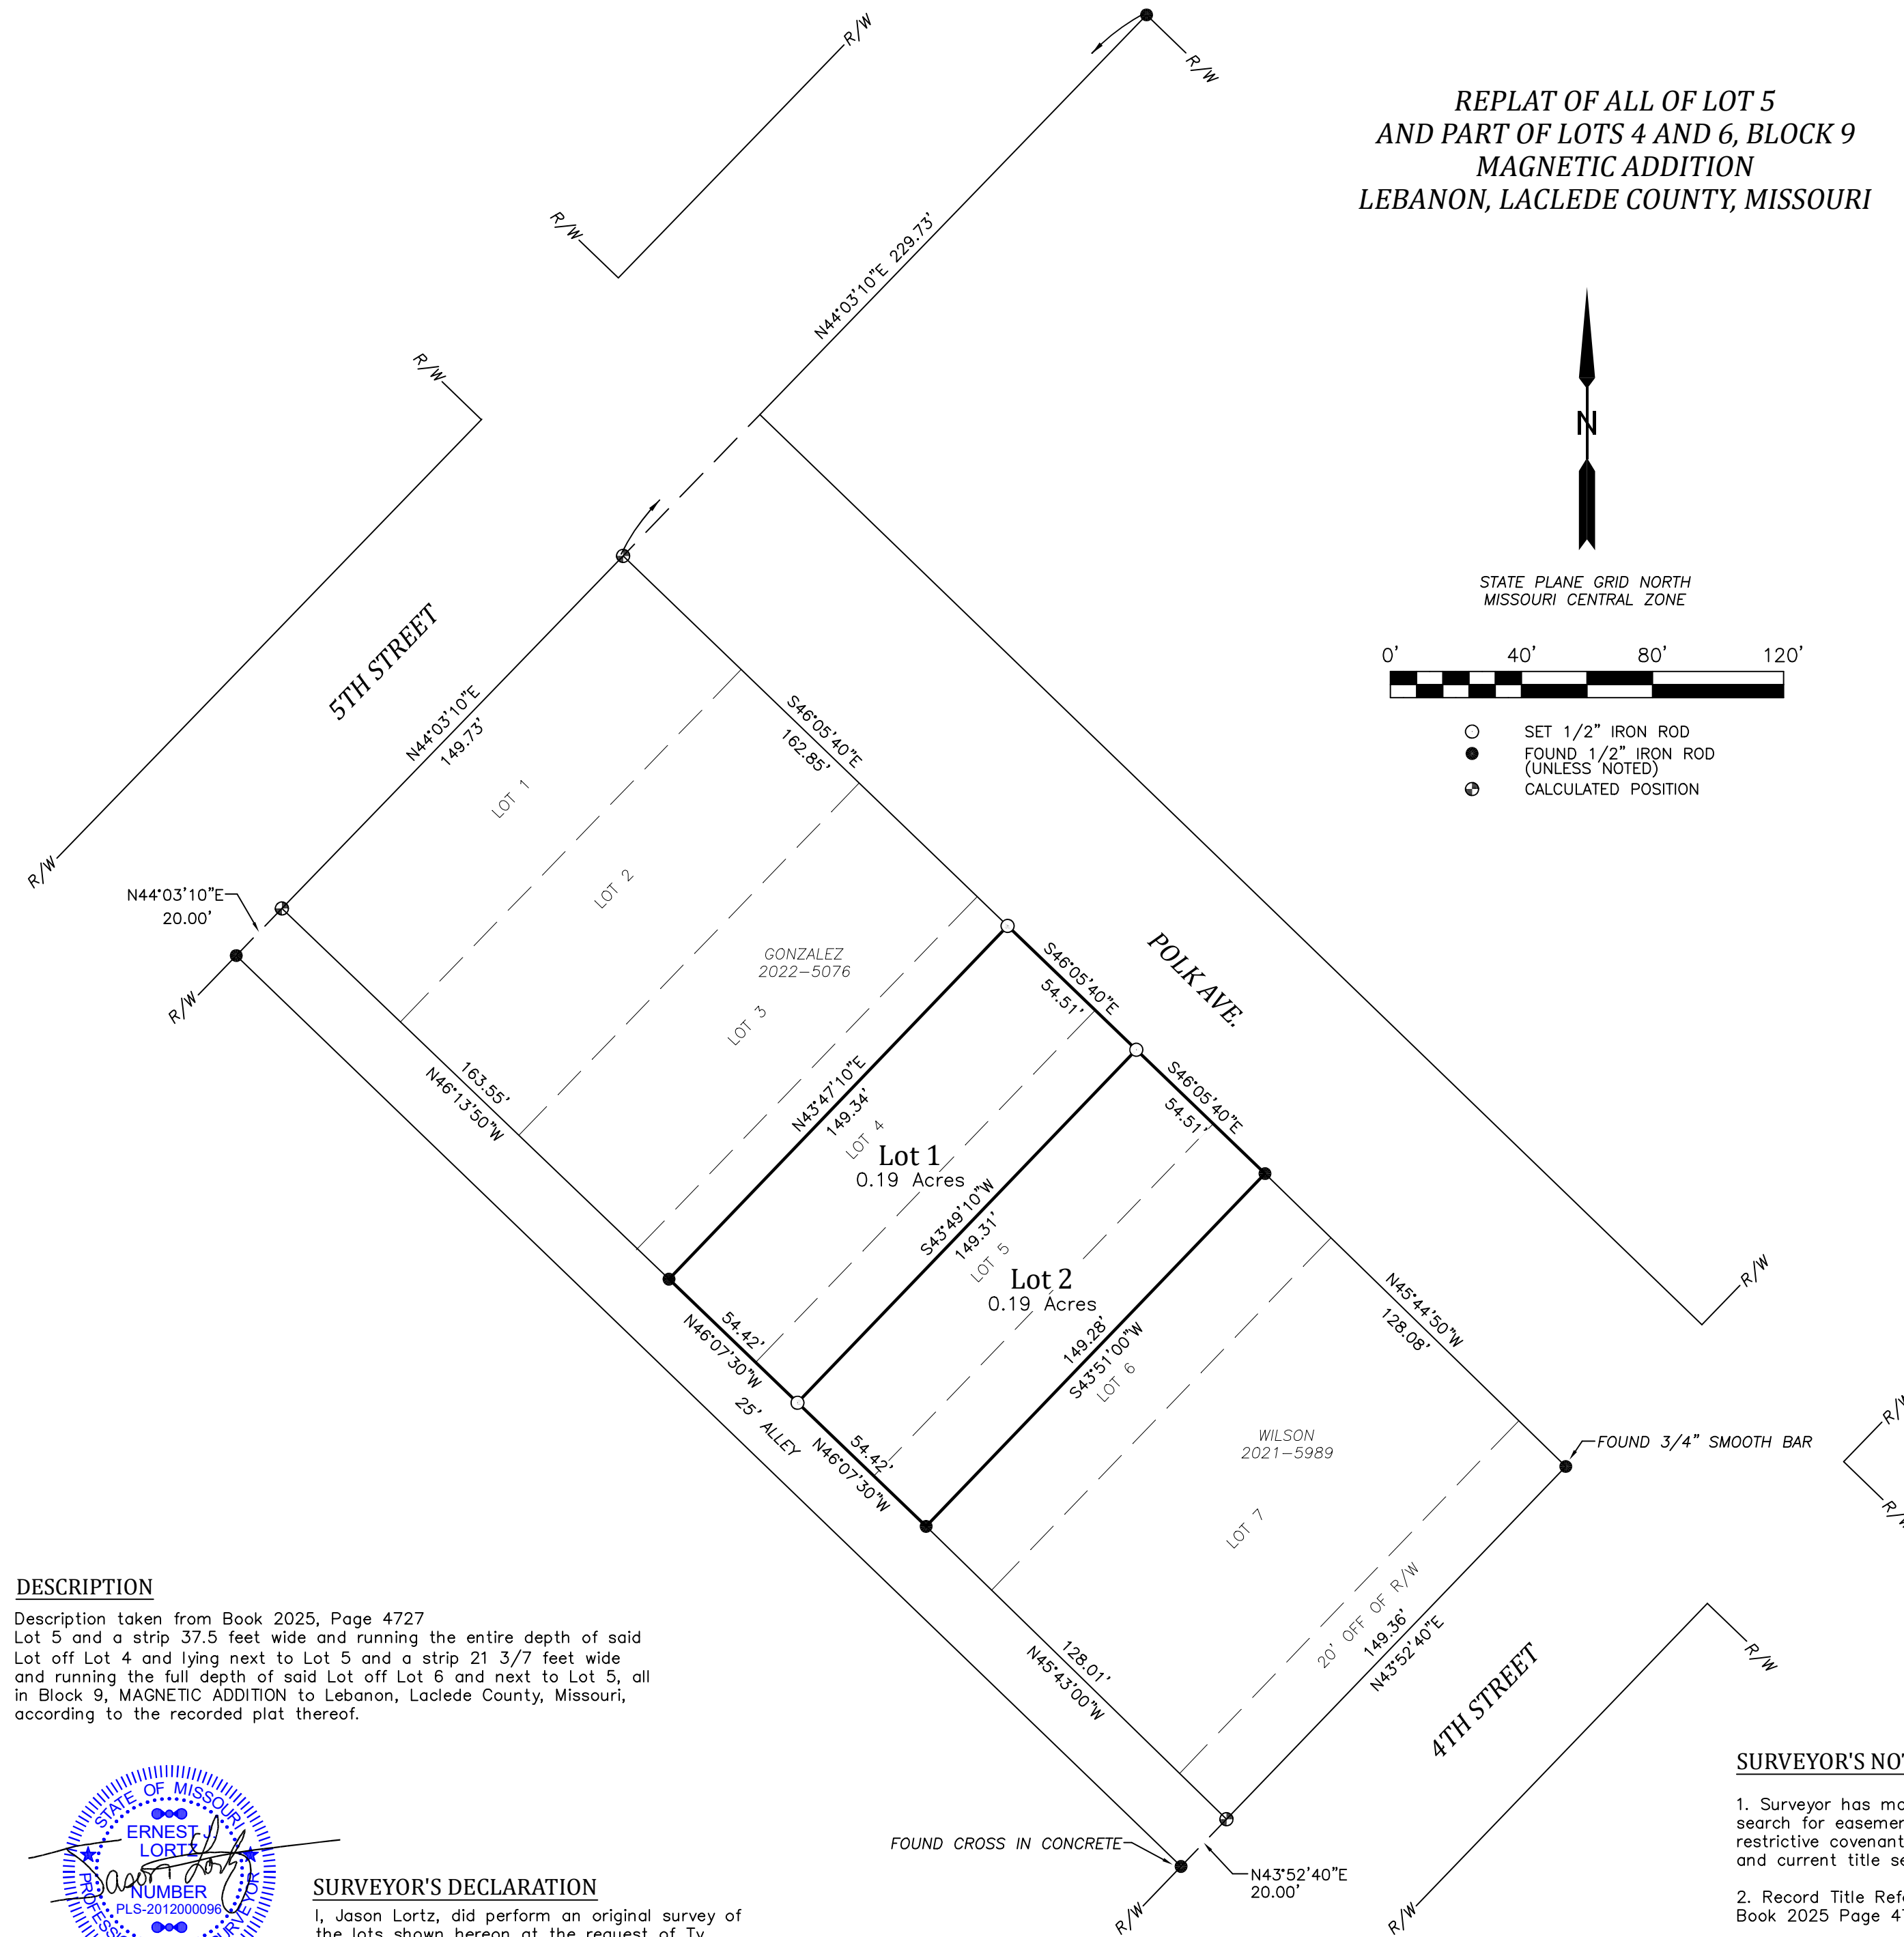 REPLAT OF ALL OF LOT 5
AND PART OF LOTS 4 AND 6, BLOCK 9
MAGNETIC ADDITION
LEBANON, LACLEDE COUNTY, MISSOURI
N
STATE PLANE GRID NORTH
MISSOURI CENTRAL ZONE
0' 40' 80' 120'
SET 1/2" IRON ROD
FOUND 1/2" IRON ROD
(UNLESS NOTED)
CALCULATED POSITION
R/W
R/W
R/W
R/W
R/W
R/W
N44°03'10"E 229.73'
5TH STREET
N44°03'10"E
149.73'
N44°03'10"E
20.00'
S46°05'40"E
162.85'
LOT 1
LOT 2
GONZALEZ
2022-5076
LOT 3
163.55'
N46°13'50"W
N43°47'10"E
149.34'
LOT 4
Lot 1
0.19 Acres
S46°05'40"E
54.51'
POLK AVE.
S46°05'40"E
54.51'
S43°49'10"W
149.31'
LOT 5
Lot 2
0.19 Acres
149.28'
S43°51'00"W
LOT 6
54.42'
N46°07'30"W
25' ALLEY
54.42'
N46°07'30"W
N45°44'50"W
128.08'
R/W
R/W
R/W
WILSON
2021-5989
FOUND 3/4" SMOOTH BAR
LOT 7
20' OFF OF R/W
149.36'
N43°52'40"E
4TH STREET
R/W
128.01'
N45°43'00"W
FOUND CROSS IN CONCRETE
N43°52'40"E
20.00'
R/W
R/W
DESCRIPTION
Description taken from Book 2025, Page 4727
Lot 5 and a strip 37.5 feet wide and running the entire depth of said
Lot off Lot 4 and lying next to Lot 5 and a strip 21 3/7 feet wide
and running the full depth of said Lot off Lot 6 and next to Lot 5, all
in Block 9, MAGNETIC ADDITION to Lebanon, Laclede County, Missouri,
according to the recorded plat thereof.
STATE OF MISSOURI
ERNEST J.
LORTZ
Jason Lortz
NUMBER
PLS-2012000096
SURVEYOR'S DECLARATION
I, Jason Lortz, did perform an original survey of
the lots shown hereon at the request of Ty
SURVEYOR'S
1. Surveyor has
search for
restrictive
and current title
2. Record Title
Book 2025 Page